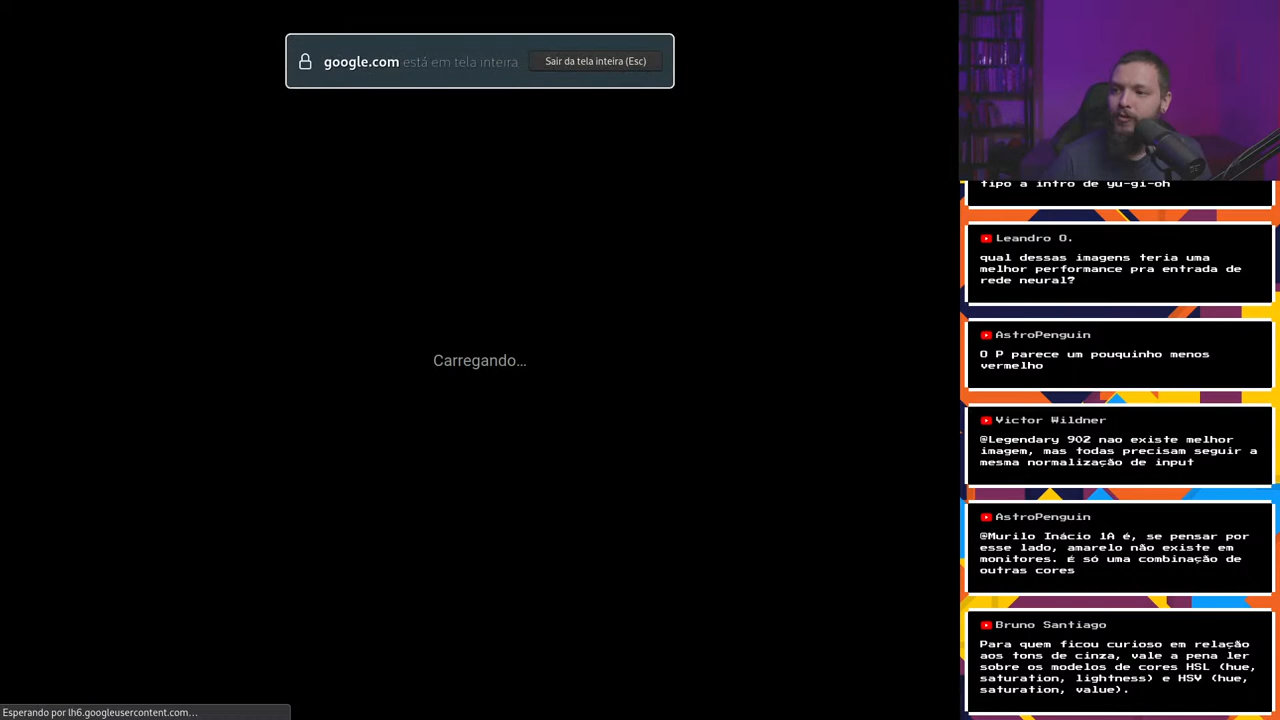 google.com está em tela inteira
Sair da tela inteira (Esc)
Carregando…
Esperando por lh6.googleusercontent.com…
tipo a intro de yu-gi-oh
Leandro O.
qual dessas imagens teria uma
melhor performance pra entrada de
rede neural?
AstroPenguin
O P parece um pouquinho menos
vermelho
Victor Wildner
@Legendary 902 nao existe melhor
imagem, mas todas precisam seguir a
mesma normalização de input
AstroPenguin
@Murilo Inácio lA é, se pensar por
esse lado, amarelo não existe em
monitores. É só uma combinação de
outras cores
Bruno Santiago
Para quem ficou curioso em relação
aos tons de cinza, vale a pena ler
sobre os modelos de cores HSL (hue,
saturation, lightness) e HSV (hue,
saturation, value).